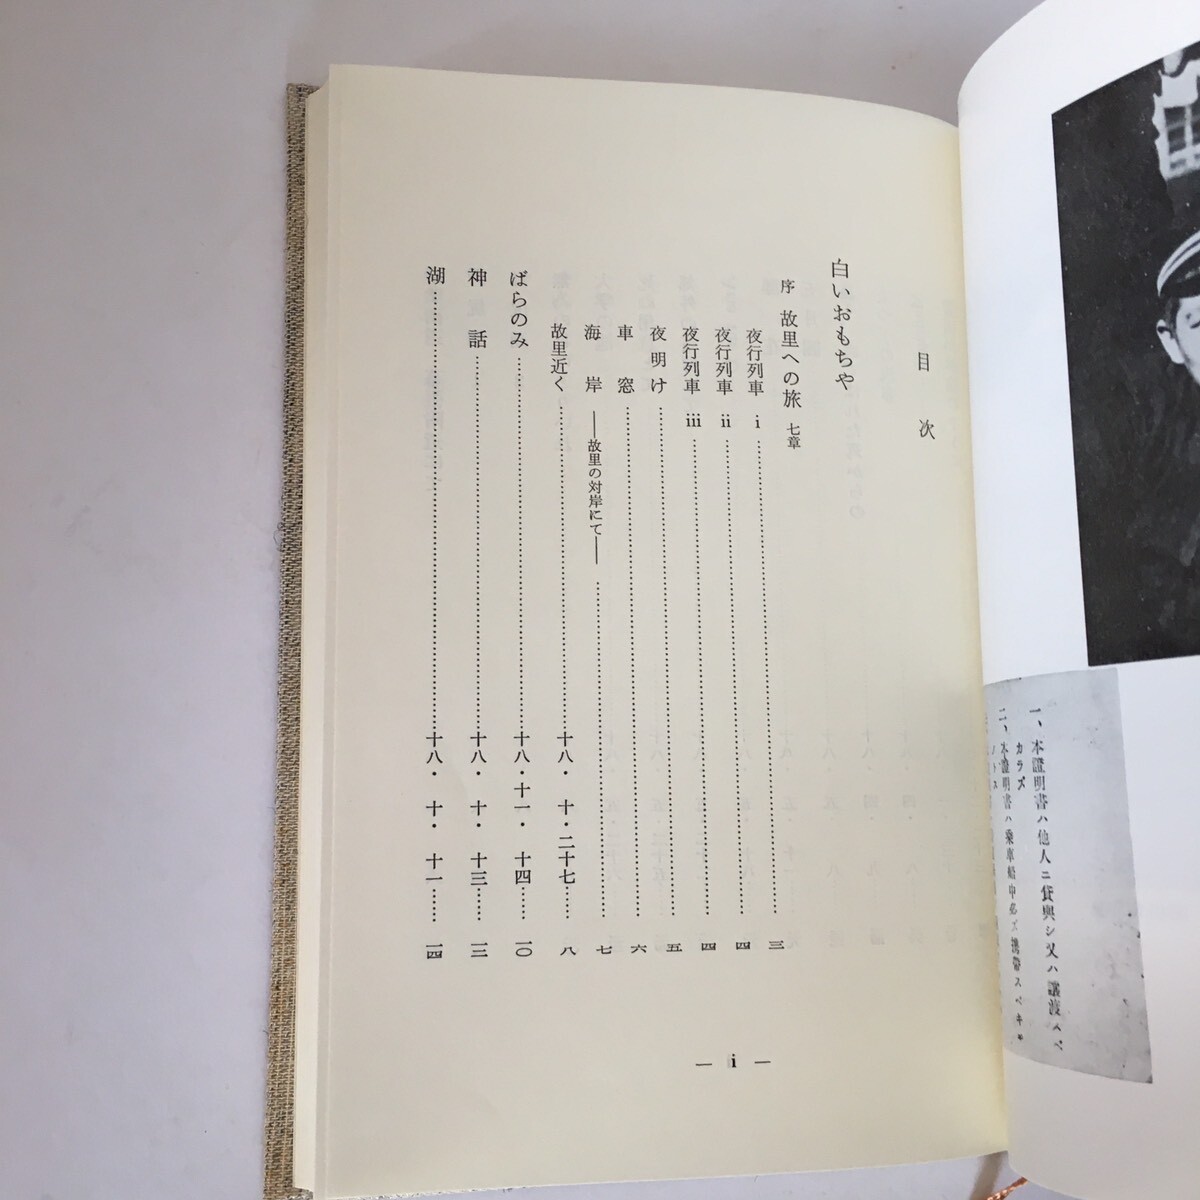 一、本證明書ハ他人ニ貸與シ又ハ讓渡スベ
カラズ
二、本證明書ハ乘車船中必ズ携帶スベキモ
ノトス
目次
白いおもちや
序 故里への旅 七章
夜行列車 i……三
夜行列車 ii……四
夜行列車 iii……四
夜明け……五
車窓……六
海岸 ――故里の対岸にて――……七
故里近く……十八・十・二十七……八
ばらのみ……十八・十一・十四……一〇
神話……十八・十・十三……一三
湖……十八・十・十一……一四
― i ―